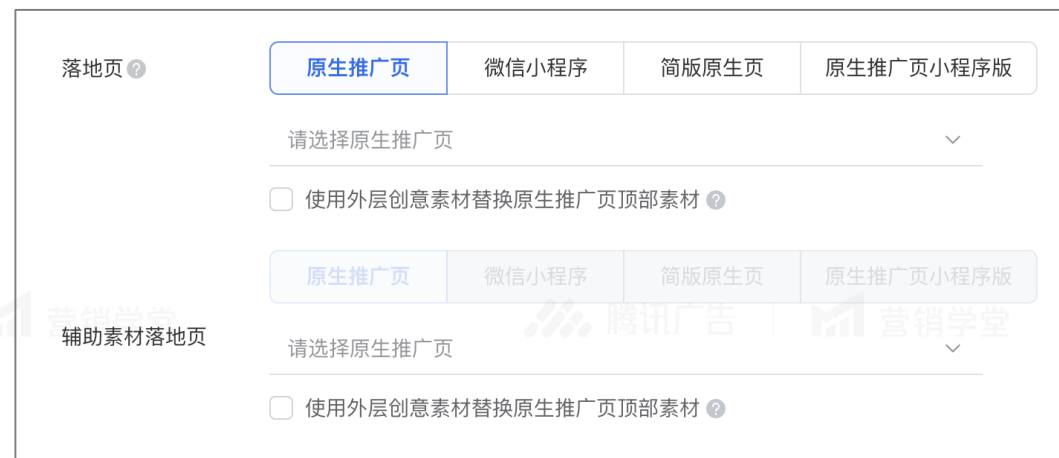 落地页
原生推广页 微信小程序 简版原生页 原生推广页小程序版
请选择原生推广页
使用外层创意素材替换原生推广页顶部素材
原生推广页 微信小程序 简版原生页 原生推广页小程序版
营销学堂 腾讯广告 营销学堂
辅助素材落地页
请选择原生推广页
使用外层创意素材替换原生推广页顶部素材